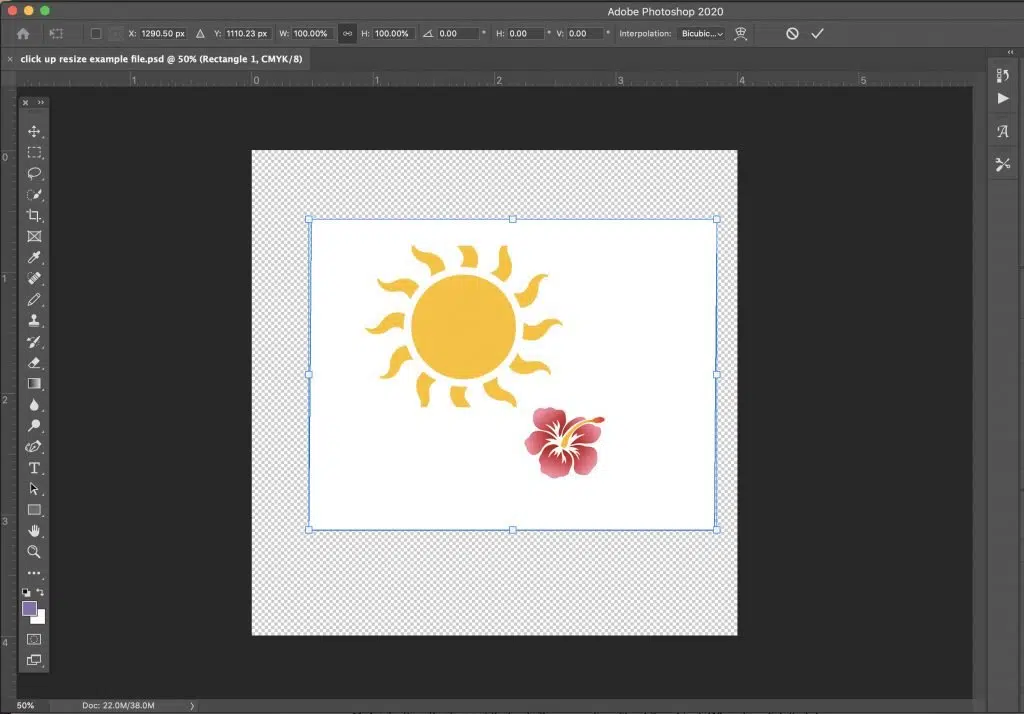 Adobe Photoshop 2020
X: 1290.50 px Y: 1110.23 px W: 100.00% H: 100.00% 0.00 ° H: 0.00 ° V: 0.00 ° Interpolation: Bicubic...
× click up resize example file.psd @ 50% (Rectangle 1, CMYK/8)
1 0 1 2 3 4 5
0
1
2
3
4
50% Doc: 22.0M/38.0M